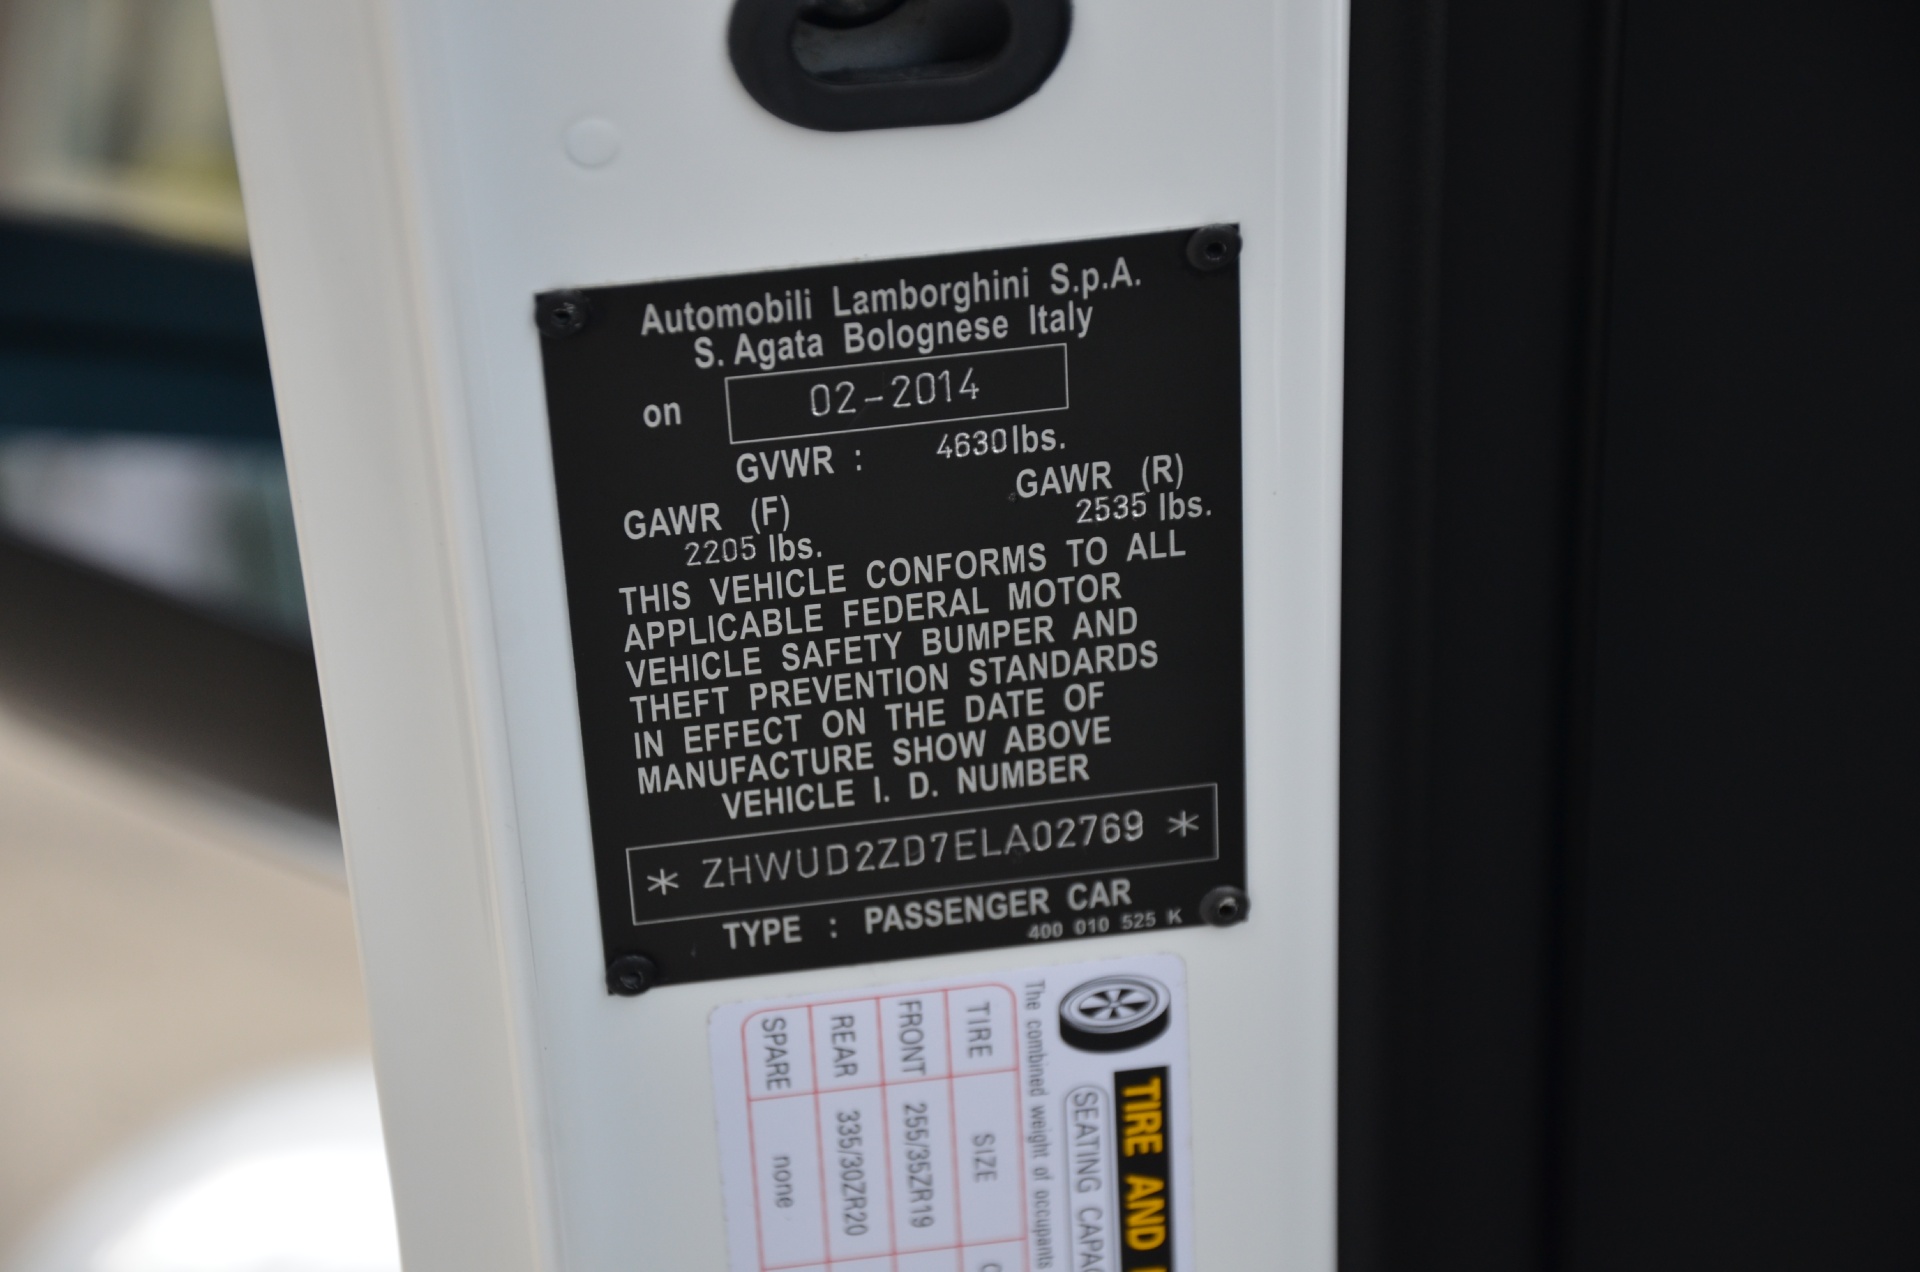 Automobili Lamborghini S.p.A.
S. Agata Bolognese Italy
on 02-2014
GVWR : 4630 lbs.
GAWR (F) GAWR (R)
2205 lbs. 2535 lbs.
THIS VEHICLE CONFORMS TO ALL
APPLICABLE FEDERAL MOTOR
VEHICLE SAFETY BUMPER AND
THEFT PREVENTION STANDARDS
IN EFFECT ON THE DATE OF
MANUFACTURE SHOW ABOVE
VEHICLE I. D. NUMBER
* ZHWUD2ZD7ELA02769 *
TYPE : PASSENGER CAR
400 010 525 K
TIRE AND
SEATING CAPAC
The combined weight of occupants
TIRE SIZE
FRONT 255/35ZR19
REAR 335/30ZR20
SPARE none